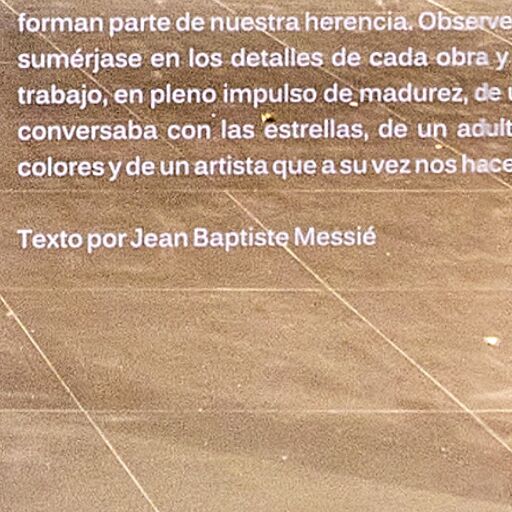 forman parte de nuestra herencia. Observe
sumérjase en los detalles de cada obra y
trabajo, en pleno impulso de madurez, de
conversaba con las estrellas, de un adult
colores y de un artista que a su vez nos hace
Texto por Jean Baptiste Messié